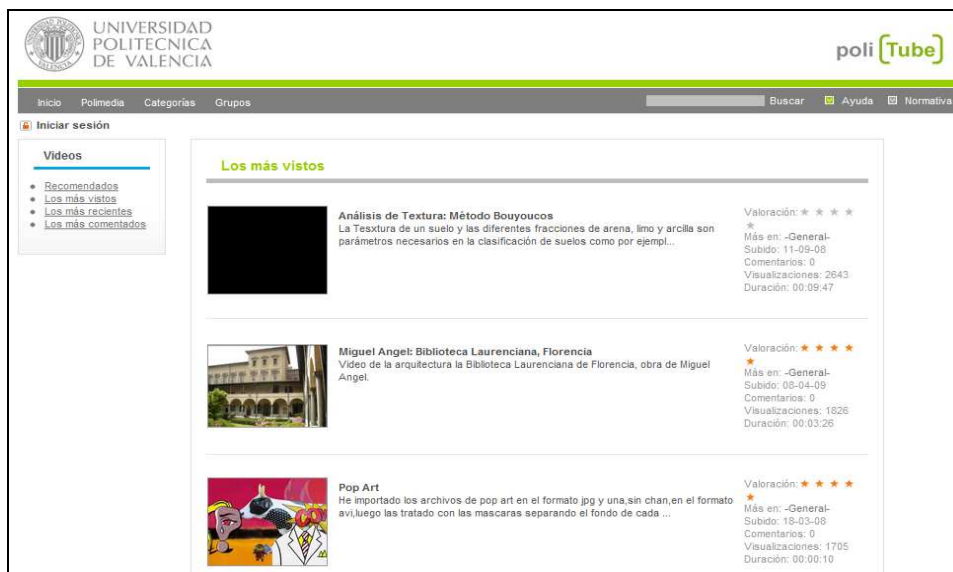 UNIVERSIDAD
POLITECNICA
DE VALENCIA
poli [Tube]
Inicio Polimedia Categorías Grupos Buscar Ayuda Normativa
Iniciar sesión
Videos
Recomendados
Los más vistos
Los más recientes
Los más comentados
Los más vistos
Análisis de Textura: Método Bouyoucos
La Tesxtura de un suelo y las diferentes fracciones de arena, limo y arcilla son
parámetros necesarios en la clasificación de suelos como por ejempl...
Valoración: ★ ★ ★ ★
★
Más en: -General-
Subido: 11-09-08
Comentarios: 0
Visualizaciones: 2643
Duración: 00:09:47
Miguel Angel: Biblioteca Laurenciana, Florencia
Video de la arquitectura la Biblioteca Laurenciana de Florencia, obra de Miguel
Angel.
Valoración: ★ ★ ★ ★
★
Más en: -General-
Subido: 08-04-09
Comentarios: 0
Visualizaciones: 1826
Duración: 00:03:26
Pop Art
He importado los archivos de pop art en el formato jpg y una,sin chan,en el formato
avi,luego las tratado con las mascaras separando el fondo de cada ...
Valoración: ★ ★ ★ ★
★
Más en: -General-
Subido: 18-03-08
Comentarios: 0
Visualizaciones: 1705
Duración: 00:00:10